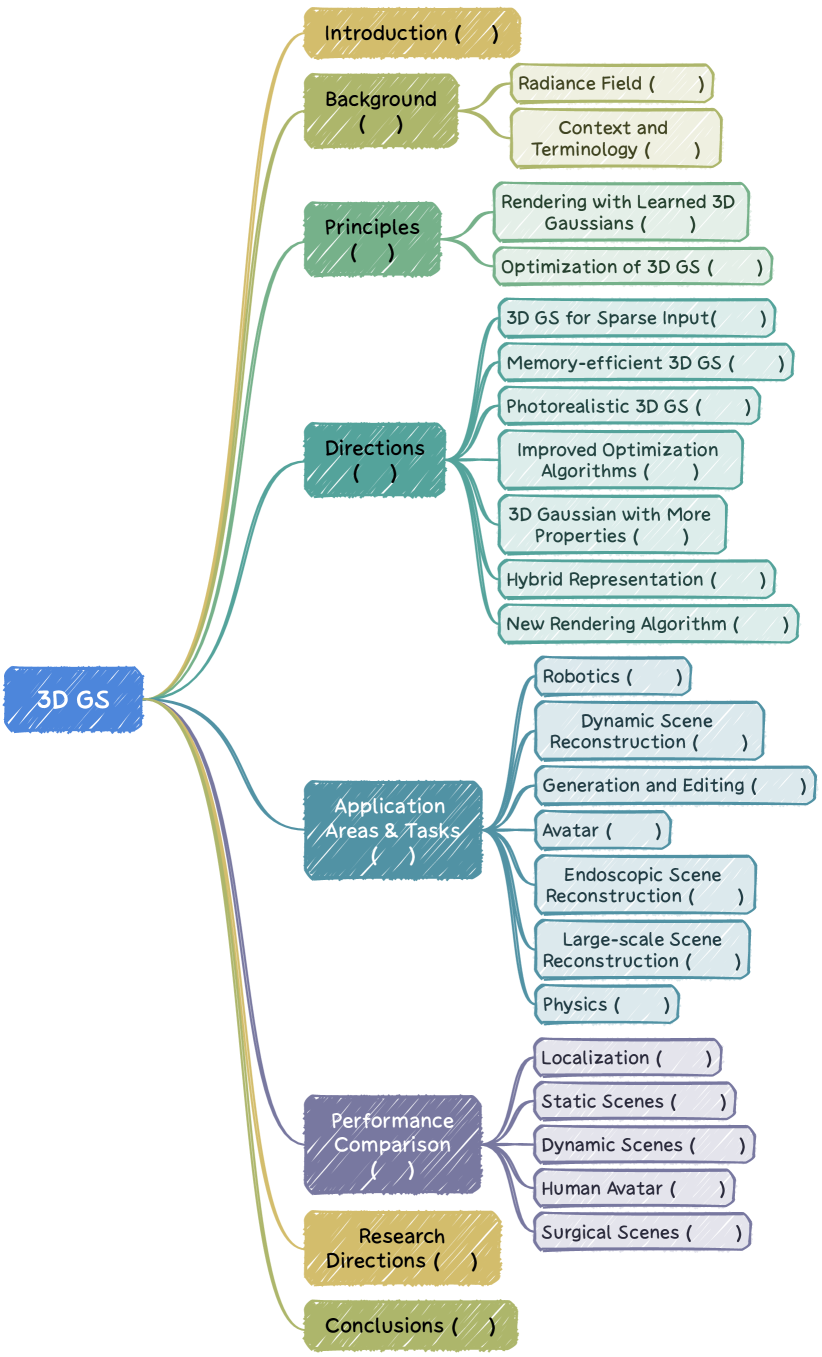 Introduction (    )
Background
(    )
Radiance Field (    )
Context and
Terminology (    )
Principles
(    )
Rendering with Learned 3D
Gaussians (    )
Optimization of 3D GS (    )
Directions
(    )
3D GS for Sparse Input(    )
Memory-efficient 3D GS (    )
Photorealistic 3D GS (    )
Improved Optimization
Algorithms (    )
3D Gaussian with More
Properties (    )
Hybrid Representation (    )
New Rendering Algorithm (    )
3D GS
Application
Areas & Tasks
(    )
Robotics (    )
Dynamic Scene
Reconstruction (    )
Generation and Editing (    )
Avatar (    )
Endoscopic Scene
Reconstruction (    )
Large-scale Scene
Reconstruction (    )
Physics (    )
Performance
Comparison
(    )
Localization (    )
Static Scenes (    )
Dynamic Scenes (    )
Human Avatar (    )
Surgical Scenes (    )
Research
Directions (    )
Conclusions (    )